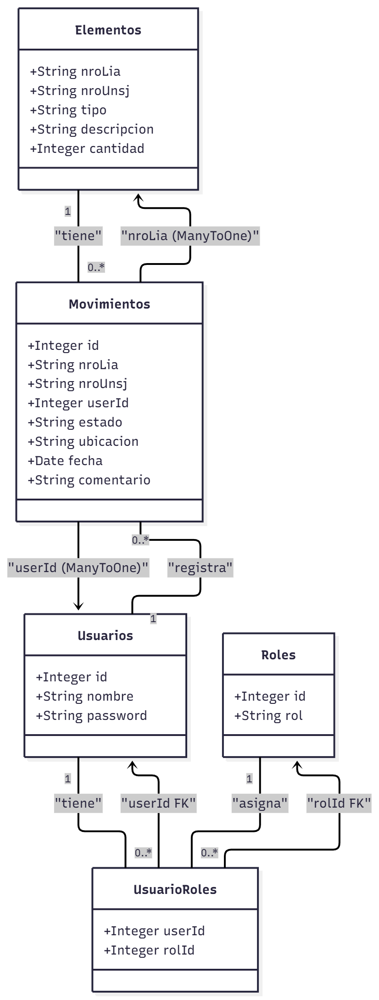 Elementos
+String nroLia
+String nroUnsj
+String tipo
+String descripcion
+Integer cantidad
1
"tiene"
"nroLia (ManyToOne)"
0..*
Movimientos
+Integer id
+String nroLia
+String nroUnsj
+Integer userId
+String estado
+String ubicacion
+Date fecha
+String comentario
0..*
"userId (ManyToOne)"
"registra"
1
Usuarios
+Integer id
+String nombre
+String password
Roles
+Integer id
+String rol
1
1
"tiene"
"userId FK"
"asigna"
"rolId FK"
0..*
0..*
UsuarioRoles
+Integer userId
+Integer rolId